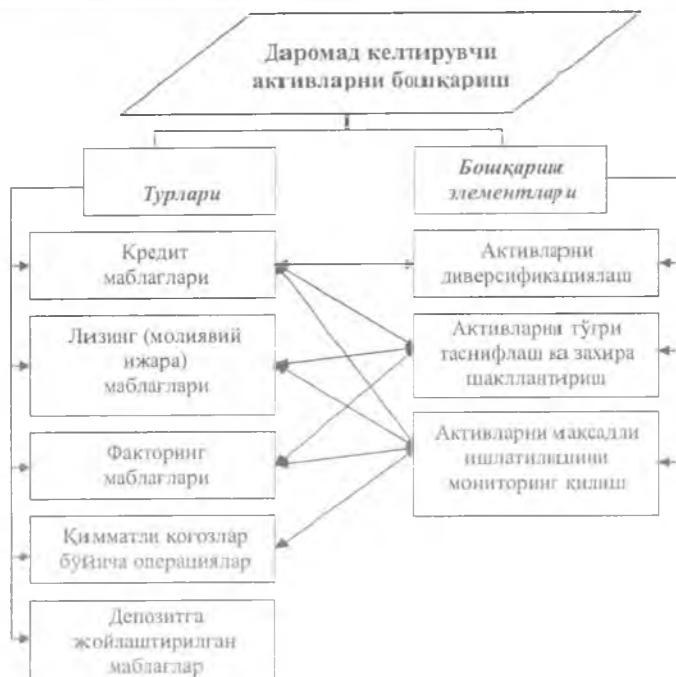 Даромад келтирувчи
активларни бошқариш
Турлари
Бошқариш
элементлари
Кредит
маблағлари
Лизинг (молиявий
ижара)
маблағлари
Факторинг
маблағлари
Қимматли қоғозлар
бўйича операциялар
Депозитга
жойлаштирилган
маблағлар
Активларни
диверсификациялаш
Активларни тўғри
таснифлаш ва захира
шакллантириш
Активларни мақсадли
ишлатилишини
мониторинг қилиш